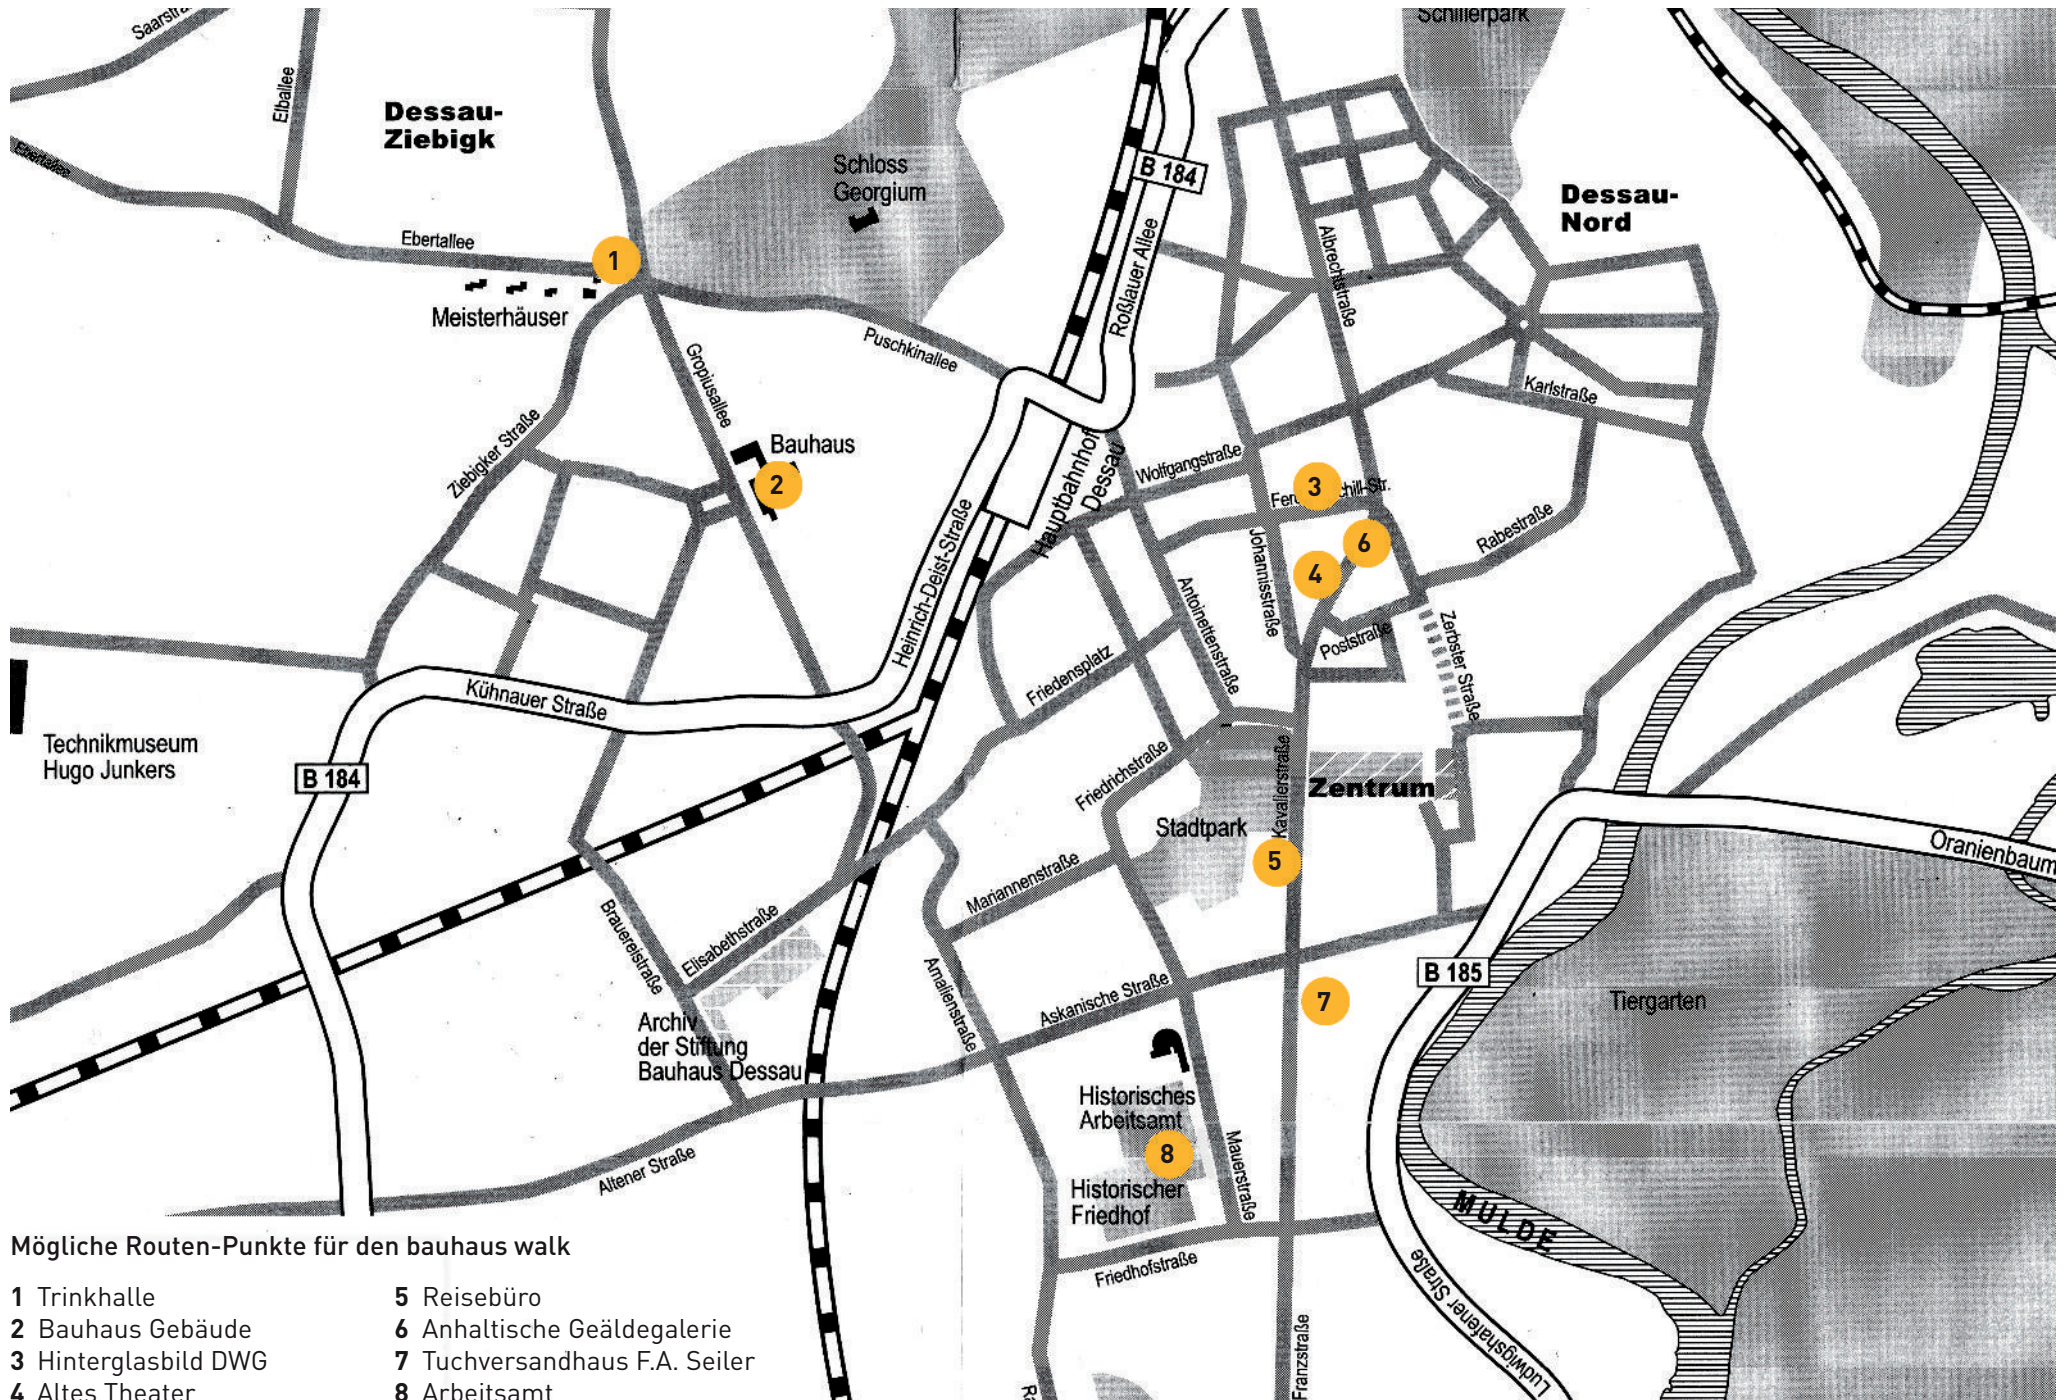 Schillerpark
Elballee
Dessau-
Ziebigk
Ebertallee
Schloss
Georgium
B 184
Dessau-
Nord
Ebertallee
1
Meisterhäuser
Roßlauer Allee
Albrechtstraße
Puschkinallee
Gropiusallee
Karlstraße
Ziebigker Straße
Bauhaus
2
Hauptbahnhof
Dessau
Wolfgangstraße
3
chill-Str.
Heinrich-Deist-Straße
Johannisstraße
6
4
Rabestraße
Antoinettenstraße
Poststraße
Zerbster Straße
Friedensplatz
Kühnauer Straße
Technikmuseum
Hugo Junkers
B 184
Friedrichstraße
Kavalierstraße
Zentrum
Stadtpark
5
Oranienbaum
Mariannenstraße
Brauereistraße
Elisabethstraße
Amalienstraße
Askanische Straße
7
B 185
Tiergarten
Archiv
der Stiftung
Bauhaus Dessau
Historisches
Arbeitsamt
8
Mauerstraße
Altener Straße
Historischer
Friedhof
MULDE
Friedhofstraße
Ludwigshafener Straße
Franzstraße
Mögliche Routen-Punkte für den bauhaus walk
1 Trinkhalle
2 Bauhaus Gebäude
3 Hinterglasbild DWG
4 Altes Theater
5 Reisebüro
6 Anhaltische Geäldegalerie
7 Tuchversandhaus F.A. Seiler
8 Arbeitsamt